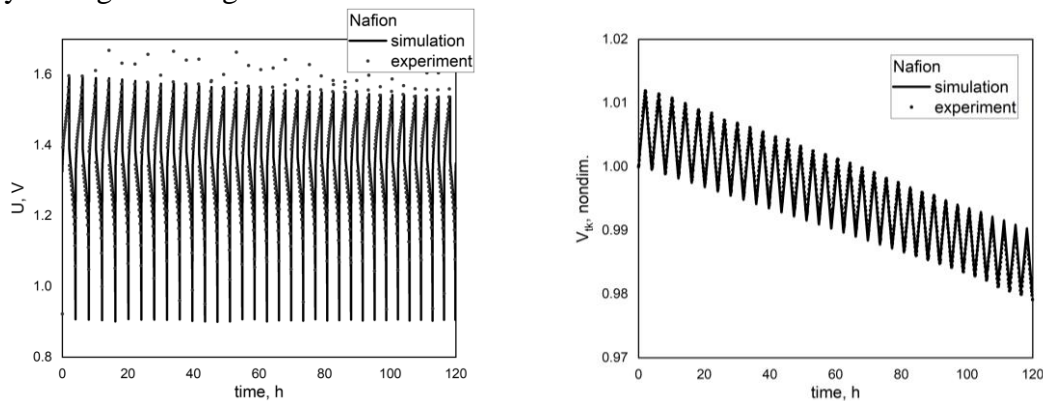 Nafion
simulation
experiment
U, V
1.6
1.4
1.2
1.0
0.8
0
20
40
60
80
100
120
time, h
Nafion
simulation
experiment
V_tk, nondim.
1.02
1.01
1.00
0.99
0.98
0.97
0
20
40
60
80
100
120
time, h